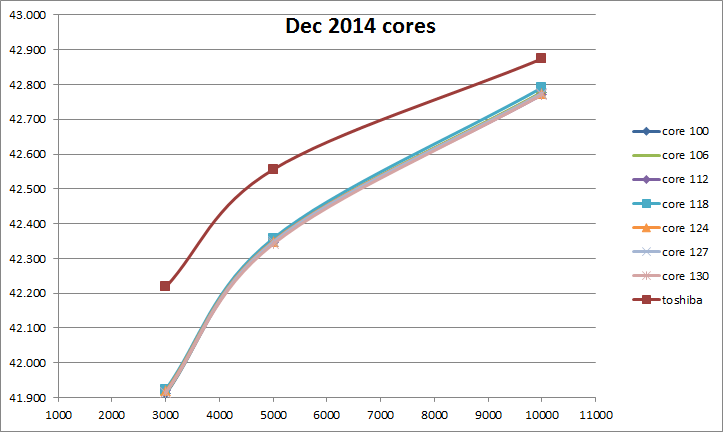 Dec 2014 cores
43.000
42.900
42.800
42.700
42.600
42.500
42.400
42.300
42.200
42.100
42.000
41.900
1000 2000 3000 4000 5000 6000 7000 8000 9000 10000 11000
core 100
core 106
core 112
core 118
core 124
core 127
core 130
toshiba